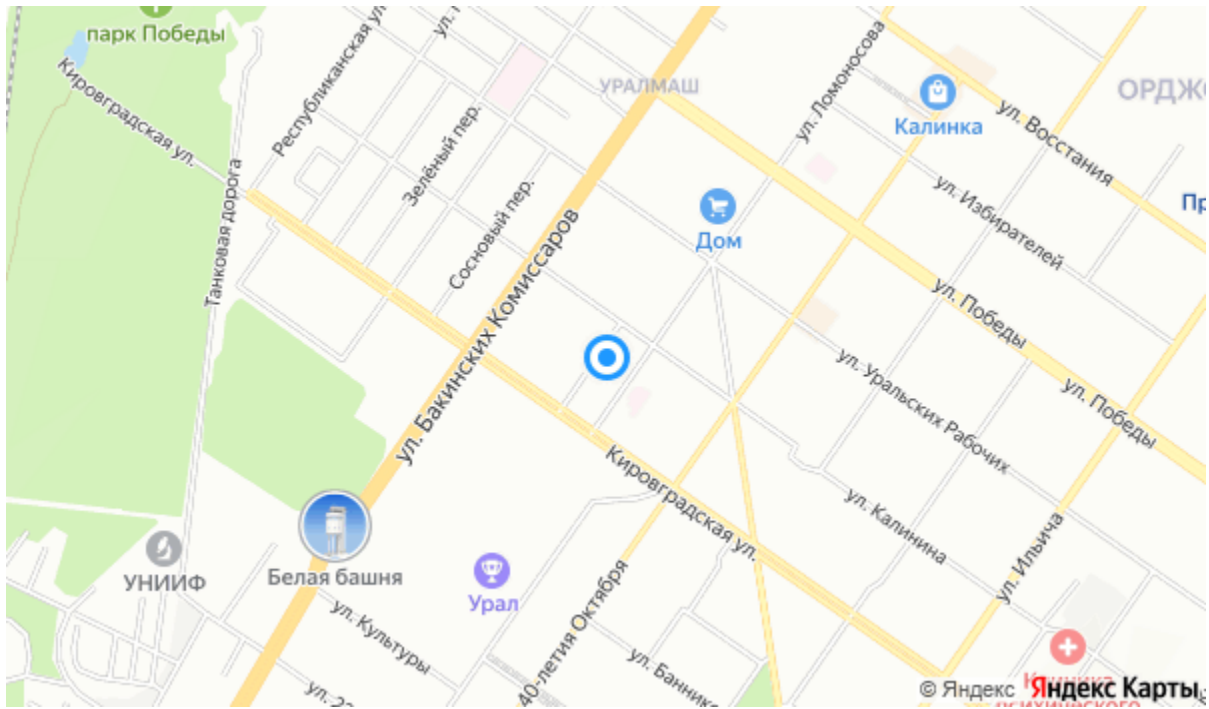 парк Победы
Кировградская ул.
Республиканская ул.
ул.
УРАЛМАШ
ул. Ломоносова
Калинка
ул. Восстания
ул. Избирателей
Зелёный пер.
Сосновый пер.
Танковая дорога
ул. Бакинских Комиссаров
Дом
ул. Победы
ул. Уральских Рабочих
ул. Победы
Кировградская ул.
ул. Калинина
ул. Ильича
Белая башня
УНИИФ
Урал
ул. Культуры
40-летия Октября
ул.
© Яндекс Яндекс Карты